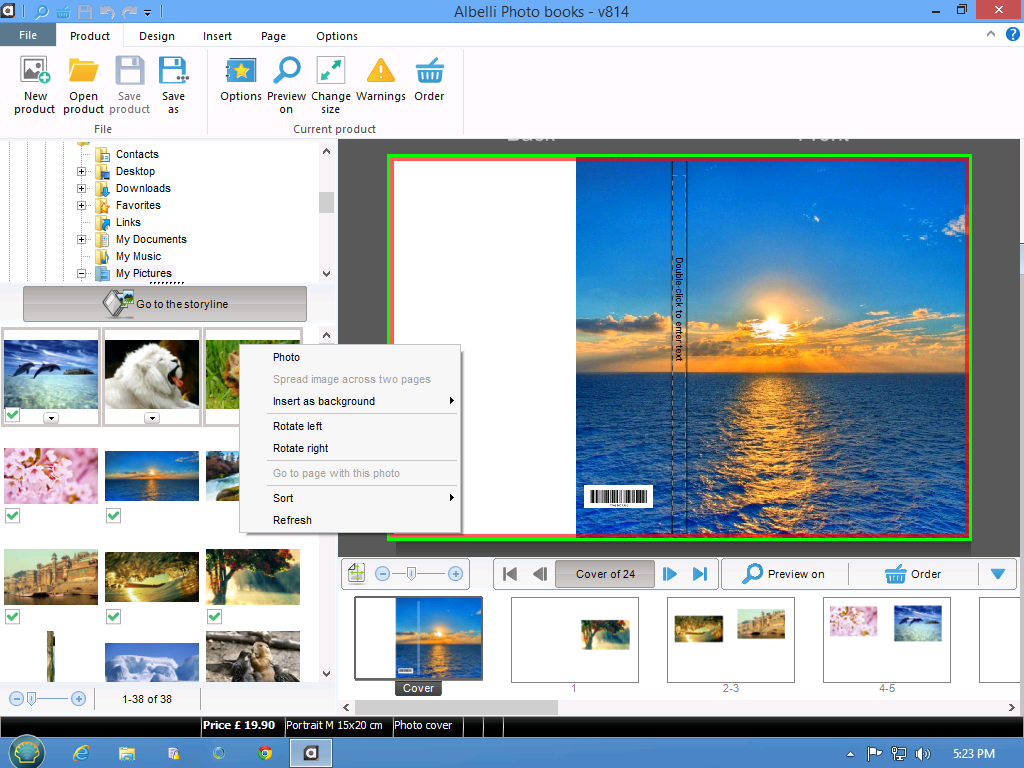 Albelli Photo books - v814
File
Product
Design
Insert
Page
Options
New product
Open product
Save product
Save as
Options
Preview on
Change size
Warnings
Order
File
Current product
Contacts
Desktop
Downloads
Favorites
Links
My Documents
My Music
My Pictures
Go to the storyline
Back
Front
Double-click to enter text
Photo
Spread image across two pages
Insert as background
Rotate left
Rotate right
Go to page with this photo
Sort
Refresh
Cover of 24
Preview on
Order
Cover
1
2-3
4-5
1-38 of 38
Price £ 19.90
Portrait M 15x20 cm
Photo cover
5:23 PM